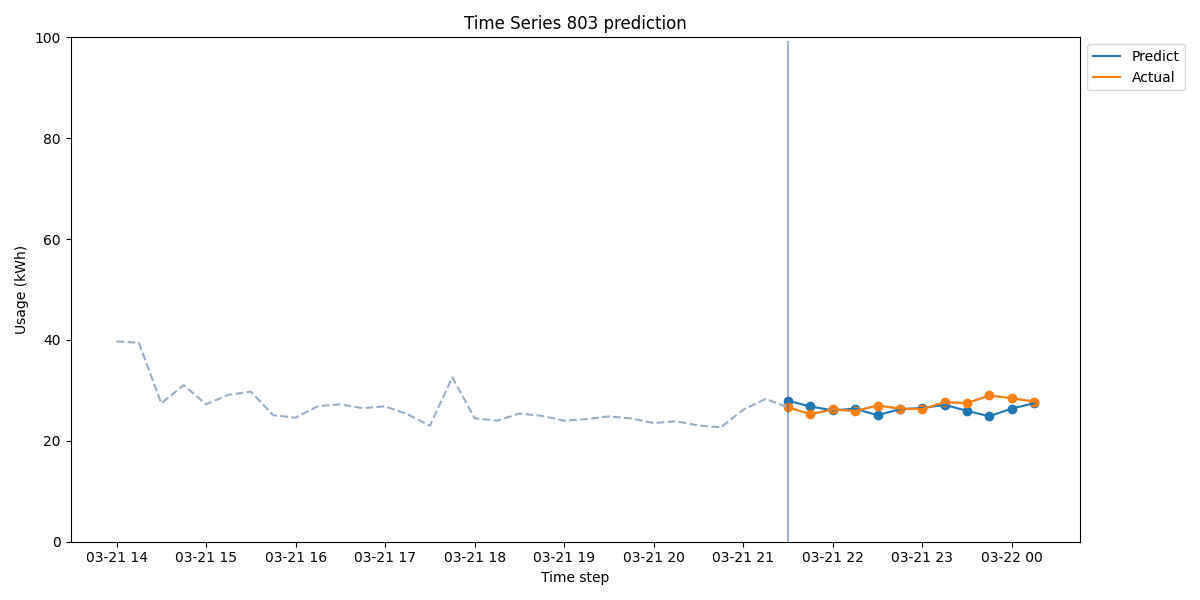 Time Series 803 prediction
100
80
60
40
20
0
Usage (kWh)
03-21 14 03-21 15 03-21 16 03-21 17 03-21 18 03-21 19 03-21 20 03-21 21 03-21 22 03-21 23 03-22 00
Time step
Predict
Actual